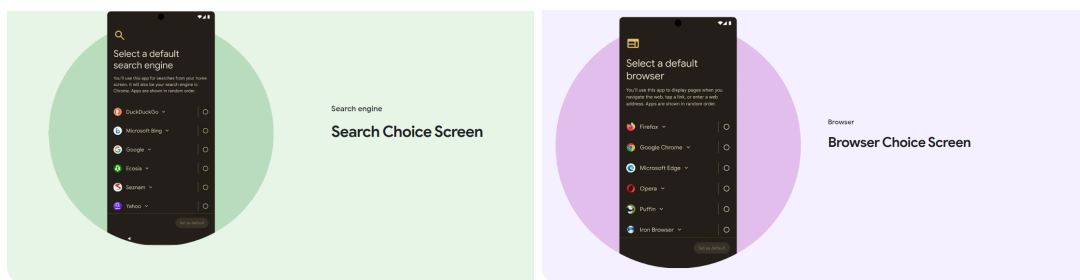 Select a default
search engine
You'll use this app for searches from your home
screen. It will also be your search engine in
Chrome. Apps are shown in random order.
DuckDuckGo
Microsoft Bing
Google
Ecosia
Seznam
Yahoo
Set as default
Search engine
Search Choice Screen
Select a default
browser
You'll use this app to display pages when you
navigate the web, tap a link, or enter a web
address. Apps are shown in random order.
Firefox
Google Chrome
Microsoft Edge
Opera
Puffin
Iron Browser
Set as default
Browser
Browser Choice Screen